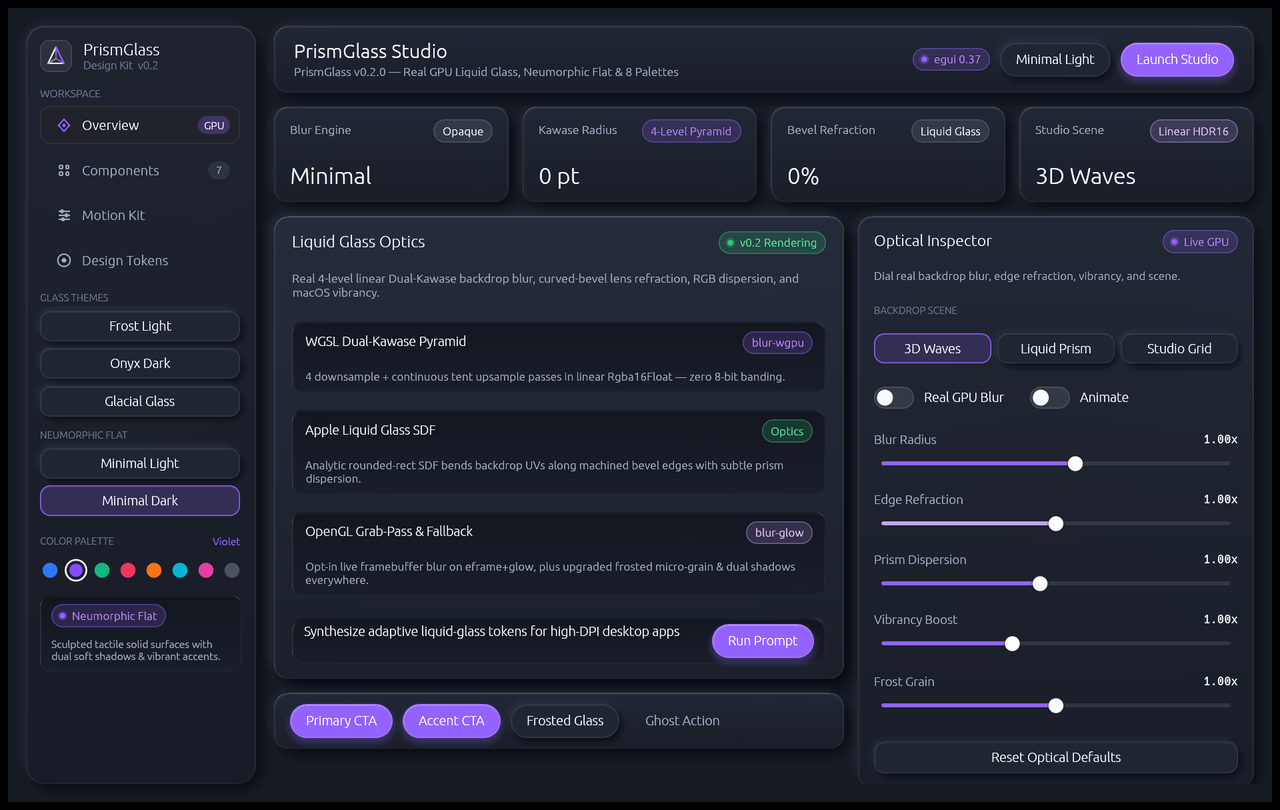 PrismGlass
Design Kit v0.2
WORKSPACE
Overview
GPU
Components
7
Motion Kit
Design Tokens
GLASS THEMES
Frost Light
Onyx Dark
Glacial Glass
NEUMORPHIC FLAT
Minimal Light
Minimal Dark
COLOR PALETTE
Violet
Neumorphic Flat
Sculpted tactile solid surfaces with
dual soft shadows & vibrant accents.
PrismGlass Studio
PrismGlass v0.2.0 — Real GPU Liquid Glass, Neumorphic Flat & 8 Palettes
egui 0.37
Minimal Light
Launch Studio
Blur Engine
Opaque
Minimal
Kawase Radius
4-Level Pyramid
0 pt
Bevel Refraction
Liquid Glass
0%
Studio Scene
Linear HDR16
3D Waves
Liquid Glass Optics
v0.2 Rendering
Real 4-level linear Dual-Kawase backdrop blur, curved-bevel lens refraction, RGB dispersion, and
macOS vibrancy.
WGSL Dual-Kawase Pyramid
blur-wgpu
4 downsample + continuous tent upsample passes in linear Rgba16Float — zero 8-bit banding.
Apple Liquid Glass SDF
Optics
Analytic rounded-rect SDF bends backdrop UVs along machined bevel edges with subtle prism
dispersion.
OpenGL Grab-Pass & Fallback
blur-glow
Opt-in live framebuffer blur on eframe+glow, plus upgraded frosted micro-grain & dual shadows
everywhere.
Synthesize adaptive liquid-glass tokens for high-DPI desktop apps
Run Prompt
Primary CTA
Accent CTA
Frosted Glass
Ghost Action
Optical Inspector
Live GPU
Dial real backdrop blur, edge refraction, vibrancy, and scene.
BACKDROP SCENE
3D Waves
Liquid Prism
Studio Grid
Real GPU Blur
Animate
Blur Radius
1.00x
Edge Refraction
1.00x
Prism Dispersion
1.00x
Vibrancy Boost
1.00x
Frost Grain
1.00x
Reset Optical Defaults